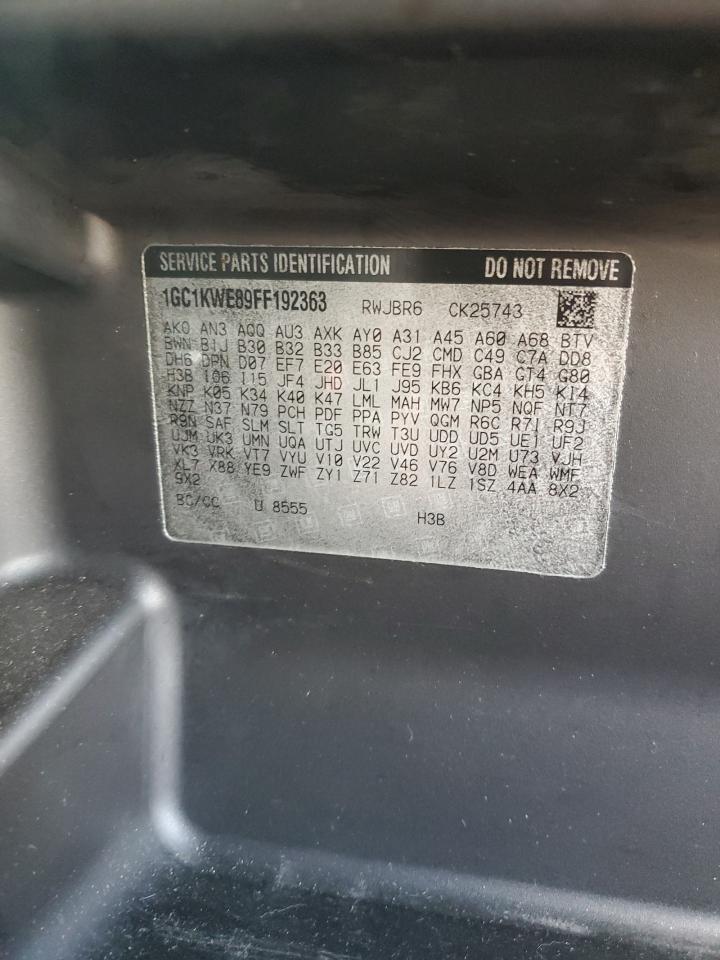 SERVICE PARTS IDENTIFICATION DO NOT REMOVE
1GC1KWE89FF192363 RWJBR6 CK25743
AK0 AN3 AQQ AU3 AXK AY0 A31 A45 A60 A68 BTV
BWN B1J B30 B32 B33 B85 CJ2 CMD C49 C7A DD8
DH6 DPN D07 EF7 E20 E63 FE9 FHX GBA GT4 G80
H3B I06 I15 JF4 JHD JL1 J95 KB6 KC4 KH5 KI4
KNP K05 K34 K40 K47 LML MAH MW7 NP5 NQF NT7
NZZ N37 N79 PCH PDF PPA PYV QGM R6C R7I R9J
R9N SAF SLM SLT TG5 TRW T3U UDD UD5 UE1 UF2
UJM UK3 UMN UQA UTJ UVC UVD UY2 U2M U73 VJH
VK3 VRK VT7 VYU V10 V22 V46 V76 V8D WEA WMF
XL7 X88 YE9 ZWF ZY1 Z71 Z82 1LZ 1SZ 4AA 8X2
9X2
BC/CC U 8555 H3B